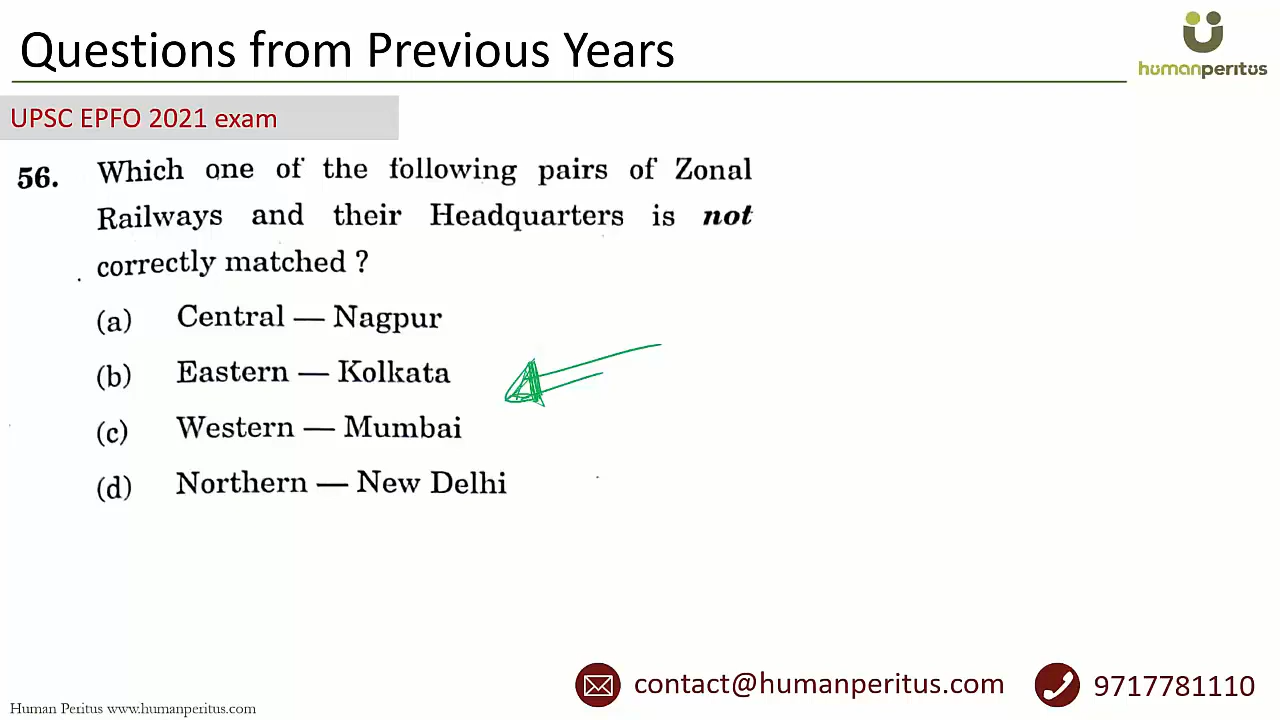 Questions from Previous Years
humanperitus
UPSC EPFO 2021 exam
56. Which one of the following pairs of Zonal
Railways and their Headquarters is not
correctly matched ?
(a) Central — Nagpur
(b) Eastern — Kolkata
(c) Western — Mumbai
(d) Northern — New Delhi
contact@humanperitus.com 9717781110
Human Peritus www.humanperitus.com